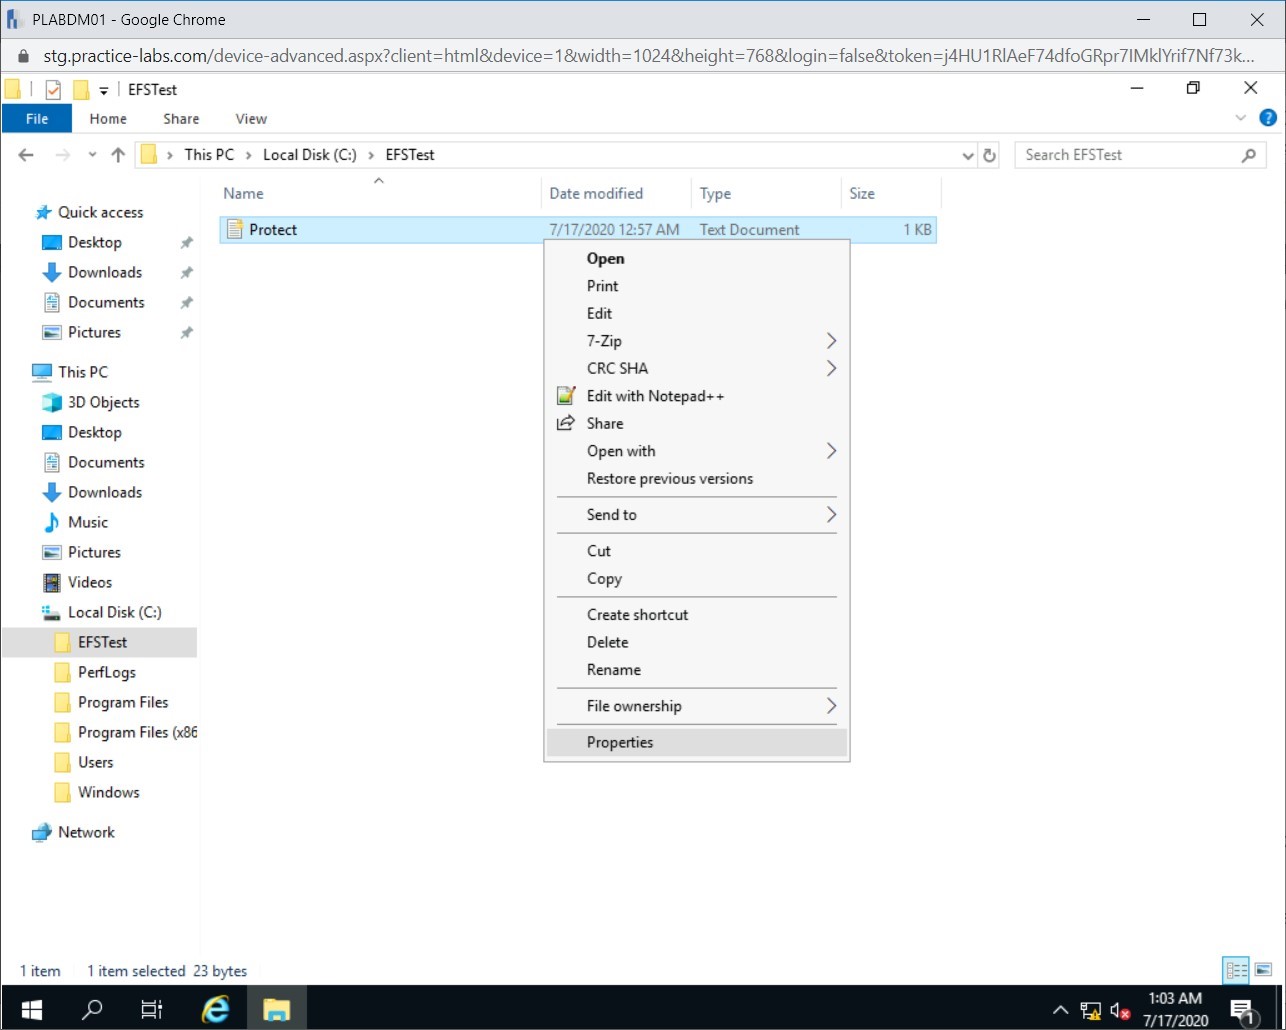 PLABDM01 - Google Chrome
stg.practice-labs.com/device-advanced.aspx?client=html&device=1&width=1024&height=768&login=false&token=j4HU1RlAeF74dfoGRpr7IMklYrif7Nf73k...
EFSTest
File Home Share View
This PC > Local Disk (C:) > EFSTest
Search EFSTest
Name Date modified Type Size
Protect 7/17/2020 12:57 AM Text Document 1 KB
Quick access
Desktop
Downloads
Documents
Pictures
This PC
3D Objects
Desktop
Documents
Downloads
Music
Pictures
Videos
Local Disk (C:)
EFSTest
PerfLogs
Program Files
Program Files (x86
Users
Windows
Network
Open
Print
Edit
7-Zip
CRC SHA
Edit with Notepad++
Share
Open with
Restore previous versions
Send to
Cut
Copy
Create shortcut
Delete
Rename
File ownership
Properties
1 item 1 item selected 23 bytes
1:03 AM
7/17/2020
1